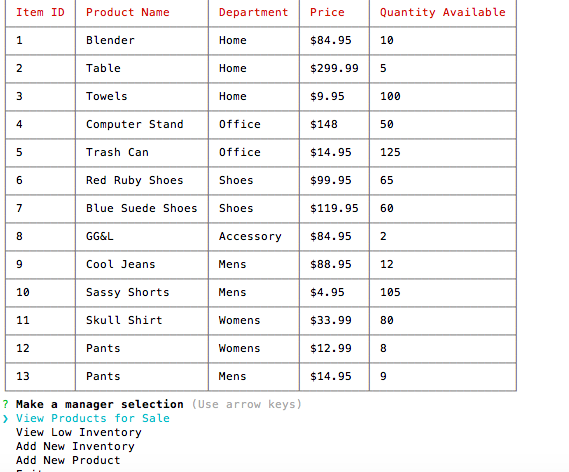 Item ID Product Name Department Price Quantity Available
1 Blender Home $84.95 10
2 Table Home $299.99 5
3 Towels Home $9.95 100
4 Computer Stand Office $148 50
5 Trash Can Office $14.95 125
6 Red Ruby Shoes Shoes $99.95 65
7 Blue Suede Shoes Shoes $119.95 60
8 GG&L Accessory $84.95 2
9 Cool Jeans Mens $88.95 12
10 Sassy Shorts Mens $4.95 105
11 Skull Shirt Womens $33.99 80
12 Pants Womens $12.99 8
13 Pants Mens $14.95 9
? Make a manager selection (Use arrow keys)
❯ View Products for Sale
View Low Inventory
Add New Inventory
Add New Product